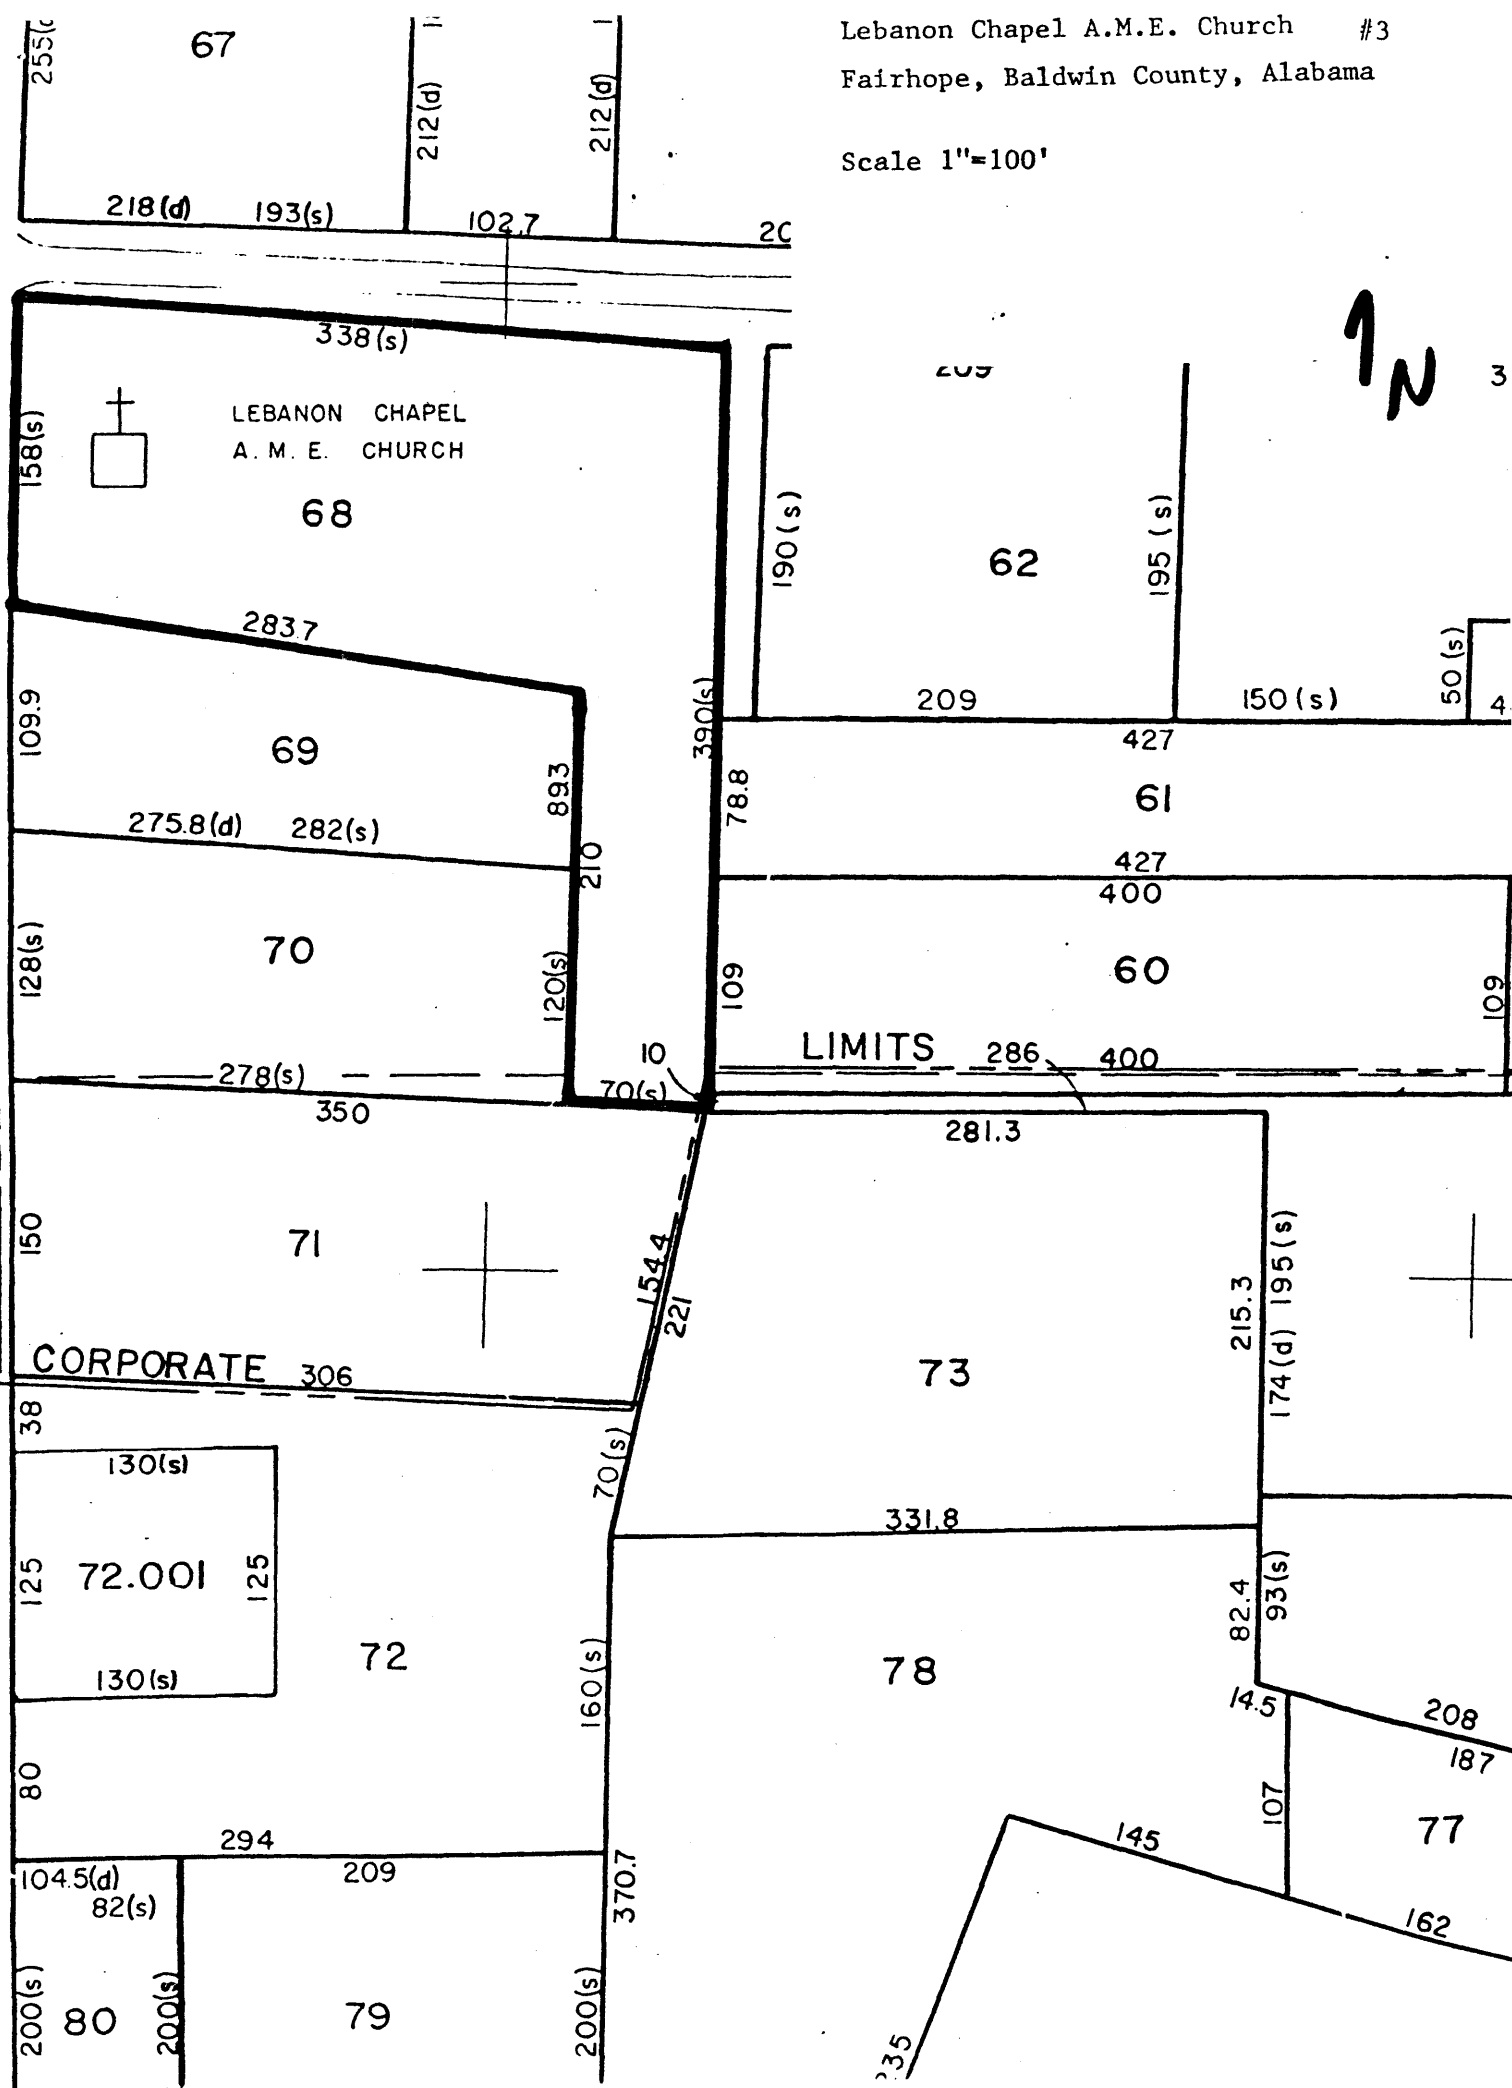 Lebanon Chapel A.M.E. Church #3
Fairhope, Baldwin County, Alabama
Scale 1"=100'
67
212(d)
212(d)
218(d) 193(s) 102.7
338(s)
N
LEBANON CHAPEL
A. M. E. CHURCH
158(s)
68
190(s)
62
195(s)
3
283.7
50(s)
209 150(s)
427
109.9
69
390(s)
893
78.8
61
275.8(d) 282(s)
210
427
400
128(s)
70
120(s)
109
60
109
LIMITS 286 400
10
278(s) 70(s)
350
281.3
150
71
154.4
221
73
215.3
174(d) 195(s)
CORPORATE 306
38
130(s)
70(s)
331.8
125
72.001
125
72
82.4
93(s)
130(s)
160(s)
78
14.5
208
187
80
107
77
145
294
104.5(d) 209
82(s)
370.7
162
200(s)
80
200(s)
79
200(s)